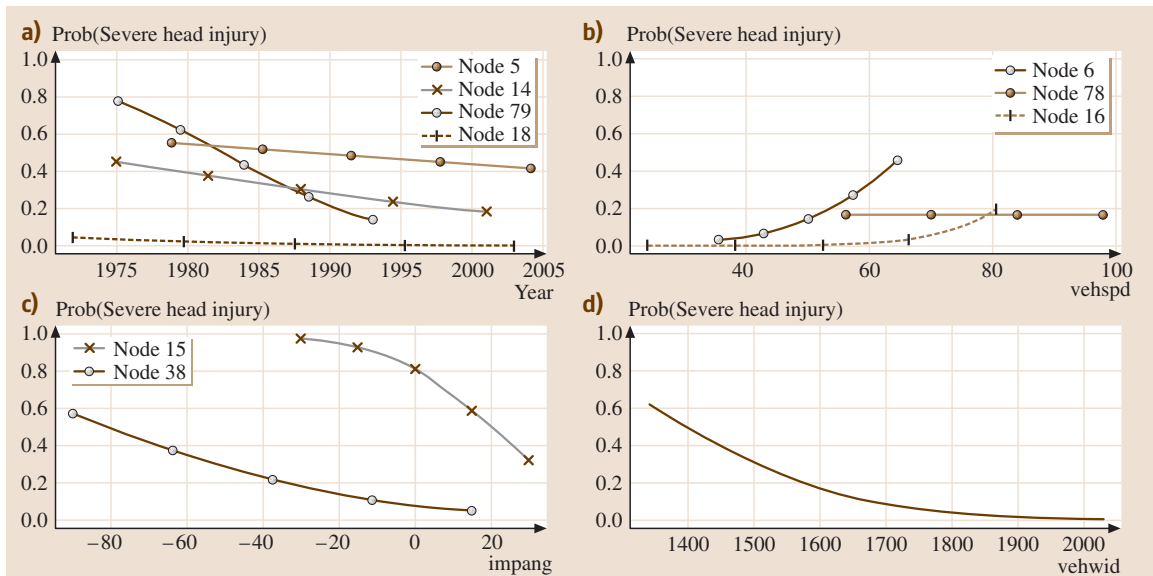 a) Prob(Severe head injury)
1.0
0.8
0.6
0.4
0.2
0.0
Node 5
Node 14
Node 79
Node 18
1975 1980 1985 1990 1995 2001 2005
Year
b) Prob(Severe head injury)
1.0
0.8
0.6
0.4
0.2
0.0
Node 6
Node 78
Node 16
40 60 80 100
vehspd
c) Prob(Severe head injury)
1.0
0.8
0.6
0.4
0.2
0.0
Node 15
Node 38
−80 −60 −40 −20 0 20
impang
d) Prob(Severe head injury)
1.0
0.8
0.6
0.4
0.2
0.0
1400 1500 1600 1700 1800 1900 2000
vehwid